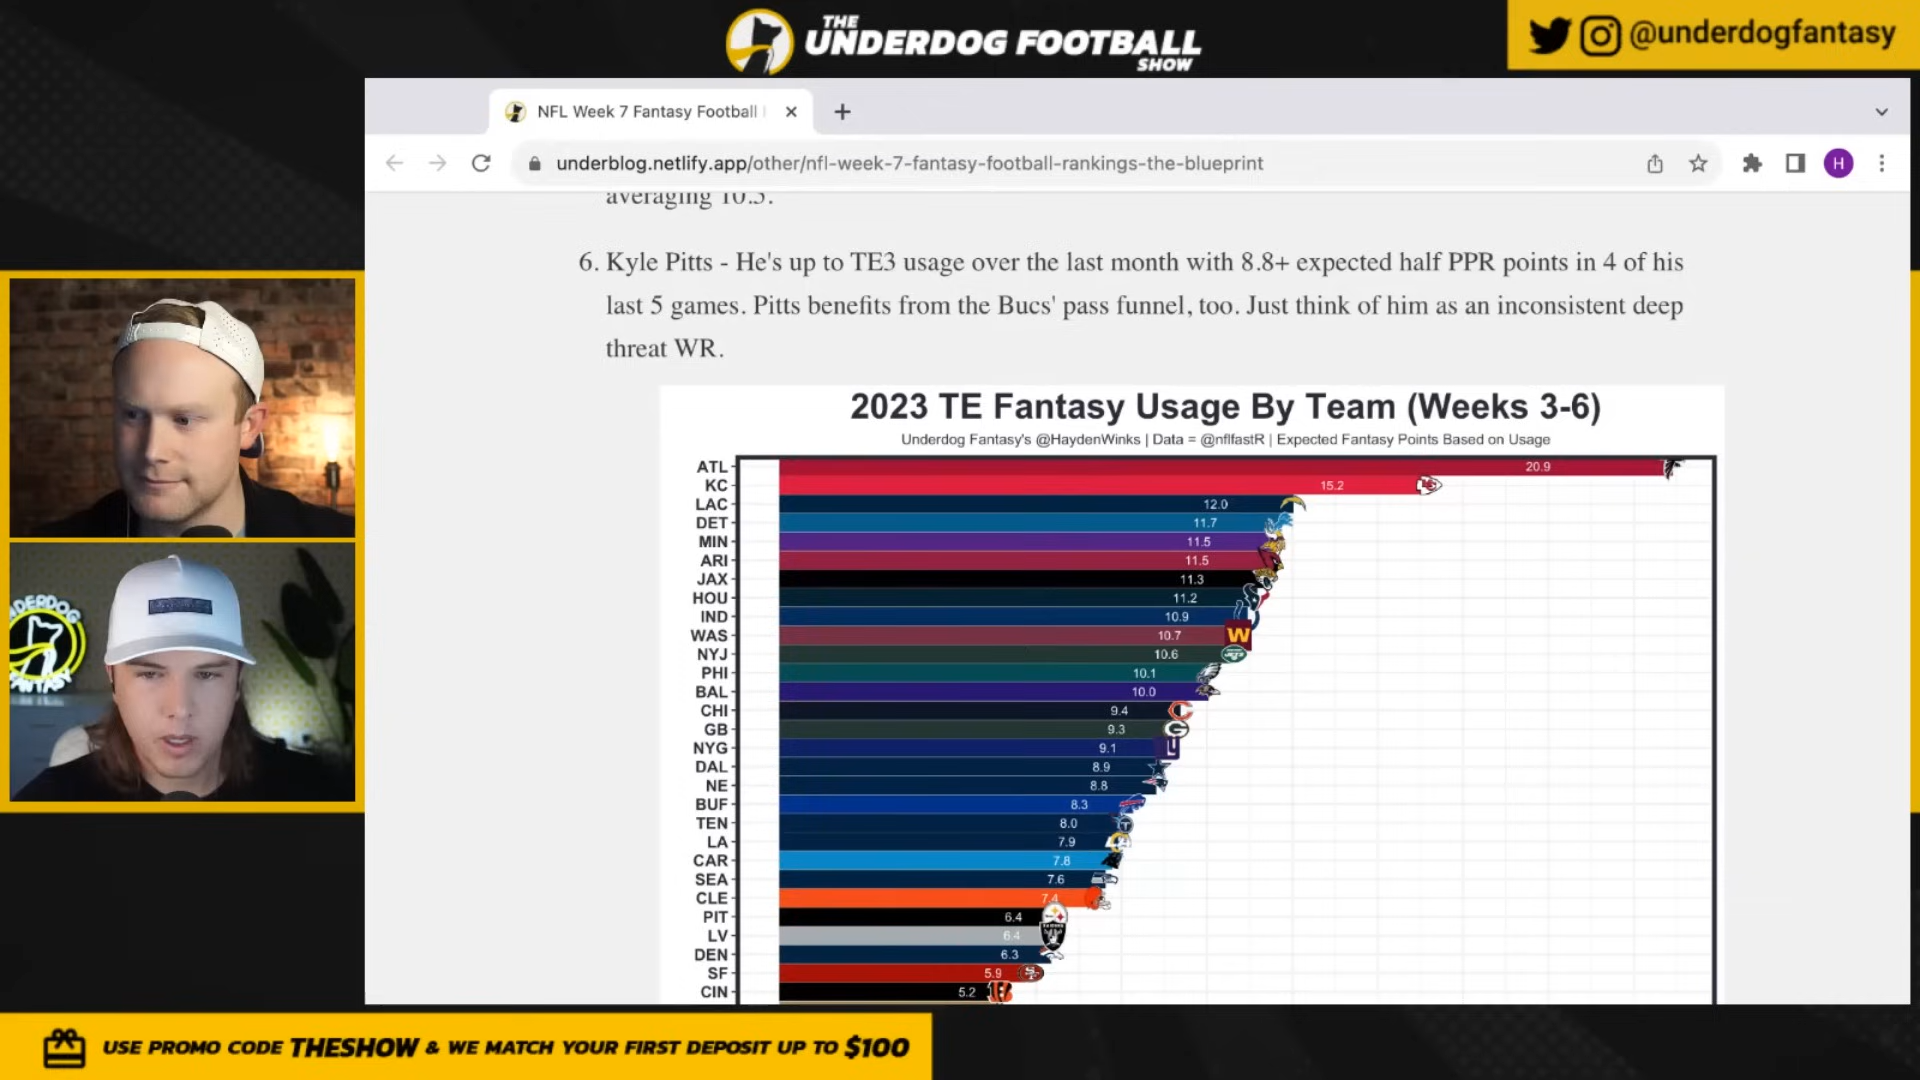 THE
UNDERDOG FOOTBALL
SHOW
@underdogfantasy
NFL Week 7 Fantasy Football
underblog.netlify.app/other/nfl-week-7-fantasy-football-rankings-the-blueprint
H
averaging 10.5.
6. Kyle Pitts - He's up to TE3 usage over the last month with 8.8+ expected half PPR points in 4 of his
last 5 games. Pitts benefits from the Bucs' pass funnel, too. Just think of him as an inconsistent deep
threat WR.
2023 TE Fantasy Usage By Team (Weeks 3-6)
Underdog Fantasy's @HaydenWinks | Data = @nflfastR | Expected Fantasy Points Based on Usage
ATL 20.9
KC 15.2
LAC 12.0
DET 11.7
MIN 11.5
ARI 11.5
JAX 11.3
HOU 11.2
IND 10.9
WAS 10.7 W
NYJ 10.6
PHI 10.1
BAL 10.0
CHI 9.4
GB 9.3 G
NYG 9.1
DAL 8.9
NE 8.8
BUF 8.3
TEN 8.0
LA 7.9
CAR 7.8
SEA 7.6
CLE 7.4
PIT 6.4
LV 6.4
DEN 6.3
SF 5.9
CIN 5.2
USE PROMO CODE THESHOW & WE MATCH YOUR FIRST DEPOSIT UP TO $100